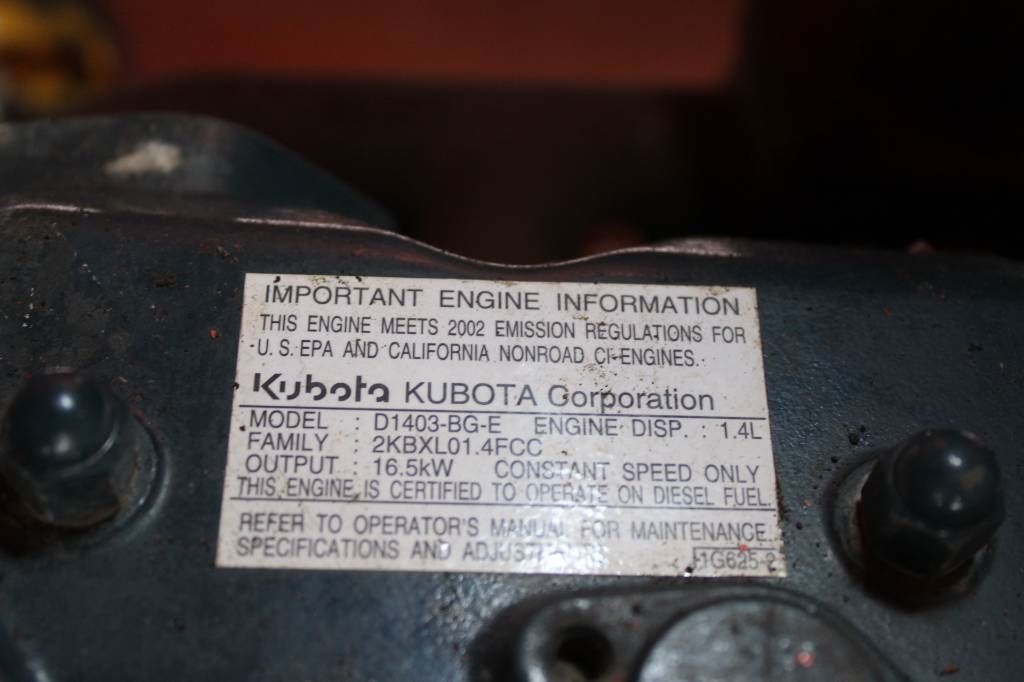 IMPORTANT ENGINE INFORMATION
THIS ENGINE MEETS 2002 EMISSION REGULATIONS FOR
U.S. EPA AND CALIFORNIA NONROAD CI-ENGINES.
Kubota KUBOTA Corporation
MODEL : D1403-BG-E ENGINE DISP. : 1.4L
FAMILY : 2KBXL01.4FCC
OUTPUT : 16.5kW CONSTANT SPEED ONLY
THIS ENGINE IS CERTIFIED TO OPERATE ON DIESEL FUEL.
REFER TO OPERATOR'S MANUAL FOR MAINTENANCE
SPECIFICATIONS AND
1G625-2